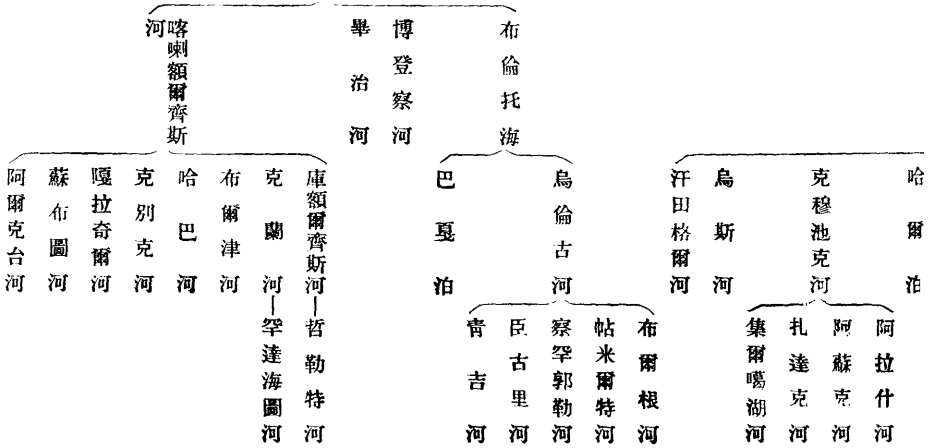 布倫托海
博登察河
畢治河
喀喇額爾齊斯河
哈爾泊
克穆池克河
烏斯河
汗田格爾河
烏倫古河
巴戛泊
庫額爾齊斯河—哲勒特河
克蘭河—罕達海圖河
布爾津河
哈巴河
克別克河
嘎拉奇爾河
蘇布圖河
阿爾克台河
阿拉什河
阿蘇克河
扎達克河
集爾噶湖河
布爾根河
帖米爾特河
察罕郭勒河
臣古里河
青吉河